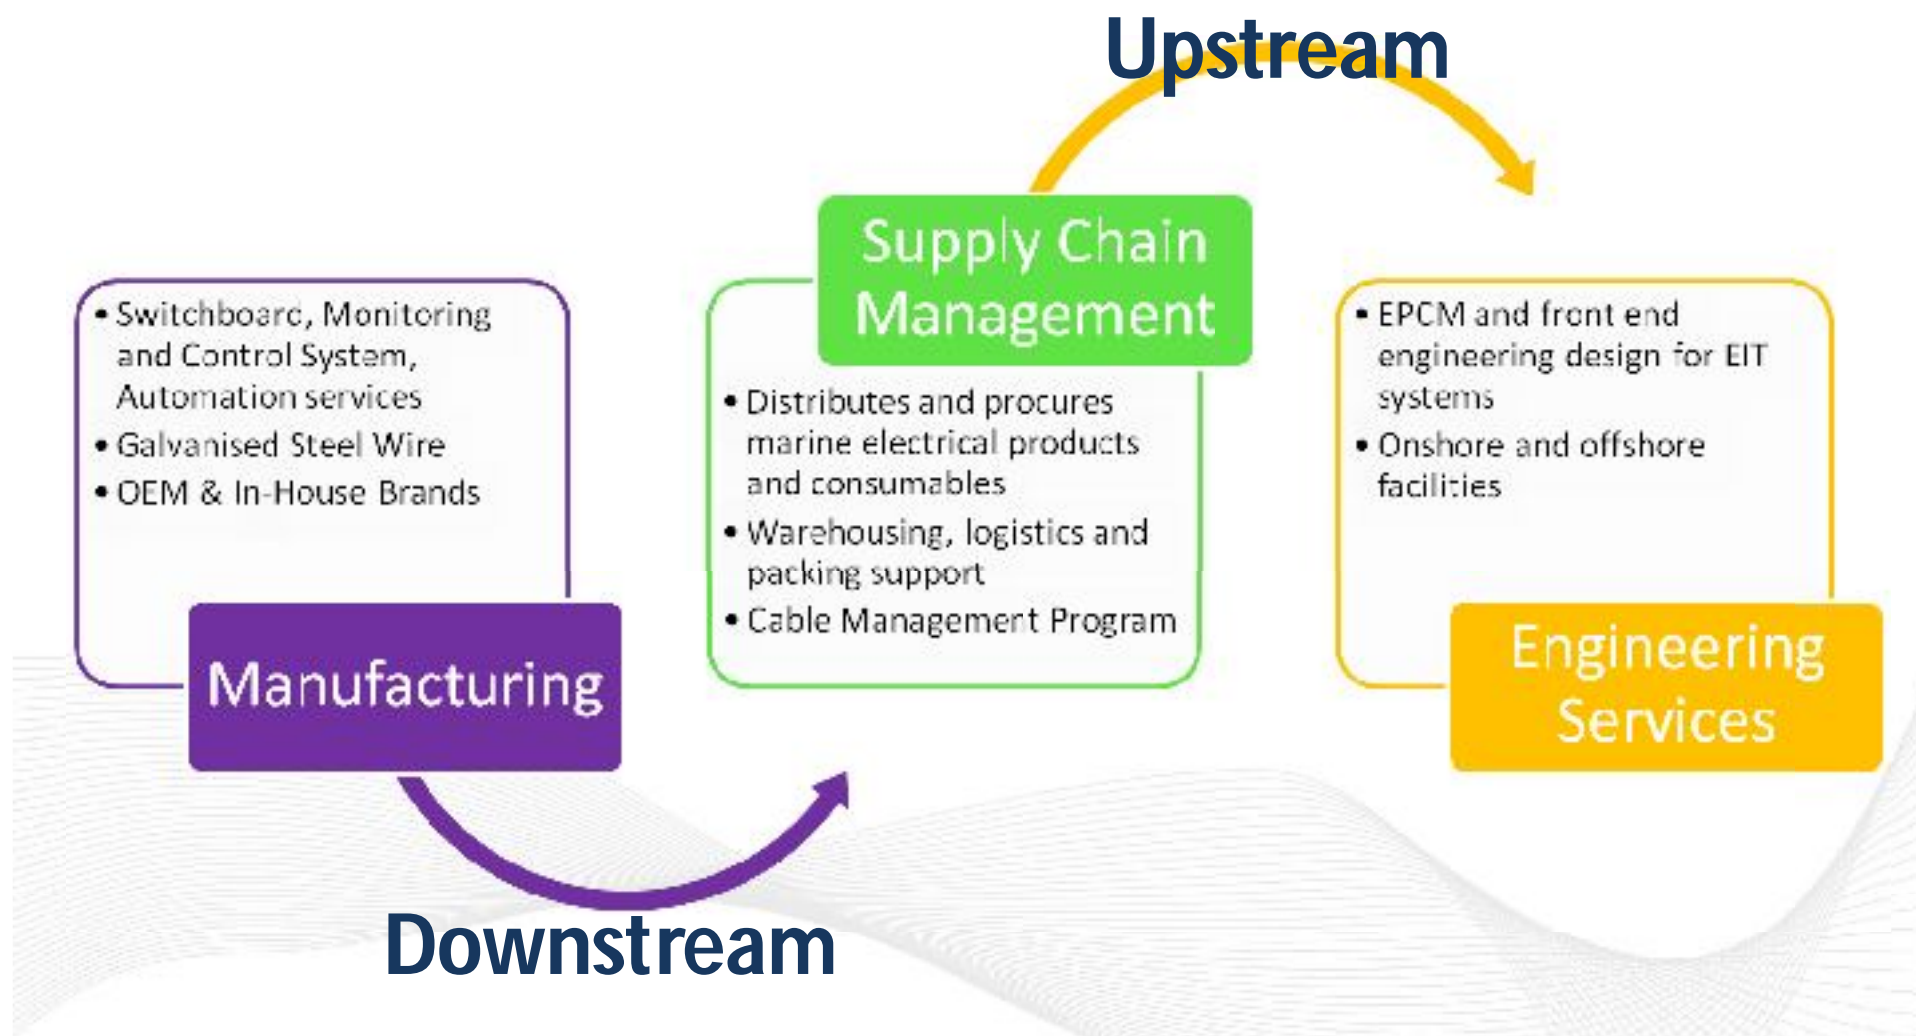 Upstream
Supply Chain
Management
• Switchboard, Monitoring
and Control System,
Automation services
• Galvanised Steel Wire
• OEM & In-House Brands
Manufacturing
• Distributes and procures
marine electrical products
and consumables
• Warehousing, logistics and
packing support
• Cable Management Program
• EPCM and front end
engineering design for EIT
systems
• Onshore and offshore
facilities
Engineering
Services
Downstream